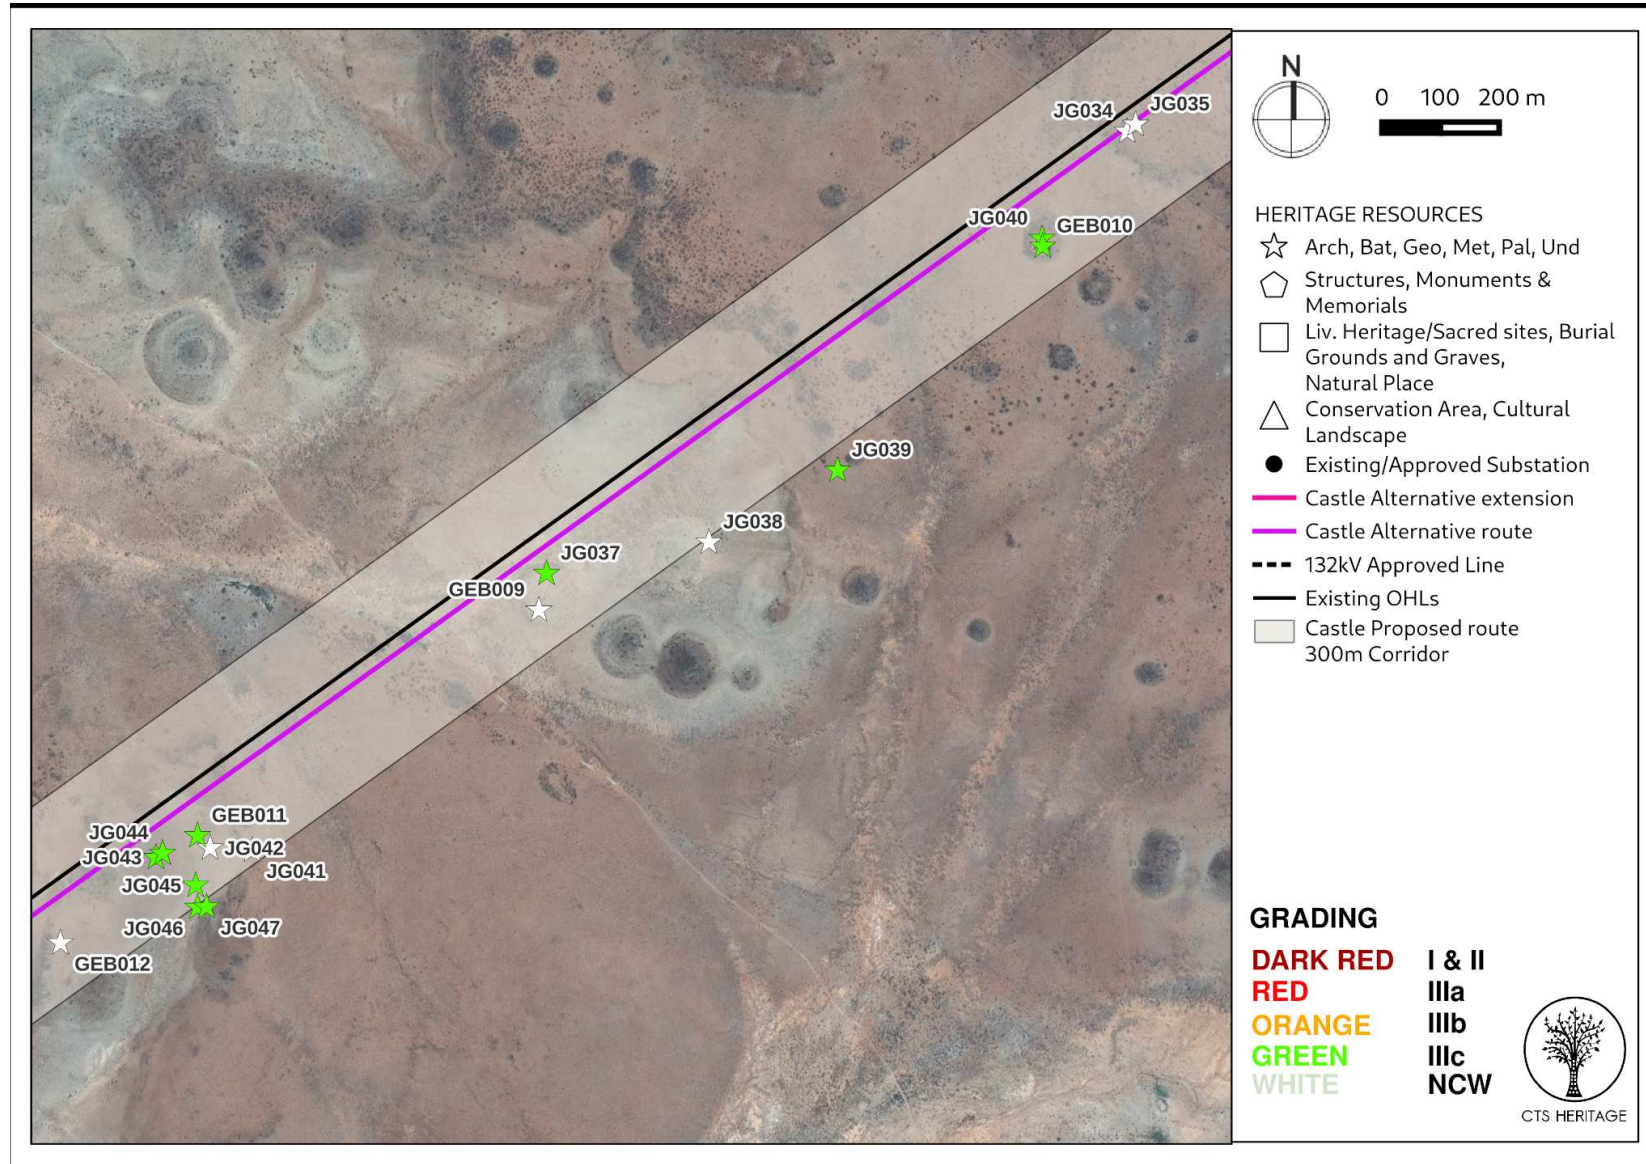 JG034
JG035
JG040
GEB010
JG039
JG038
JG037
GEB009
GEB011
JG044
JG042
JG043
JG041
JG045
JG046
JG047
GEB012
N
0 100 200 m
HERITAGE RESOURCES
Arch, Bat, Geo, Met, Pal, Und
Structures, Monuments &
Memorials
Liv. Heritage/Sacred sites, Burial
Grounds and Graves,
Natural Place
Conservation Area, Cultural
Landscape
Existing/Approved Substation
Castle Alternative extension
Castle Alternative route
132kV Approved Line
Existing OHLs
Castle Proposed route
300m Corridor
GRADING
DARK RED I & II
RED IIIa
ORANGE IIIb
GREEN IIIc
WHITE NCW
CTS HERITAGE